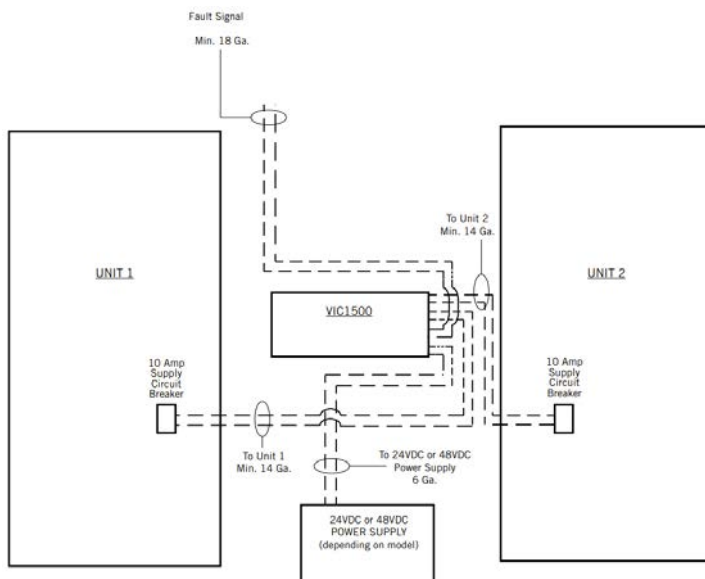 Fault Signal
Min. 18 Ga.
To Unit 2
Min. 14 Ga.
UNIT 1
UNIT 2
VIC1500
10 Amp
Supply
Circuit
Breaker
10 Amp
Supply
Circuit
Breaker
To Unit 1
Min. 14 Ga.
To 24VDC or 48VDC
Power Supply
6 Ga.
24VDC or 48VDC
POWER SUPPLY
(depending on model)